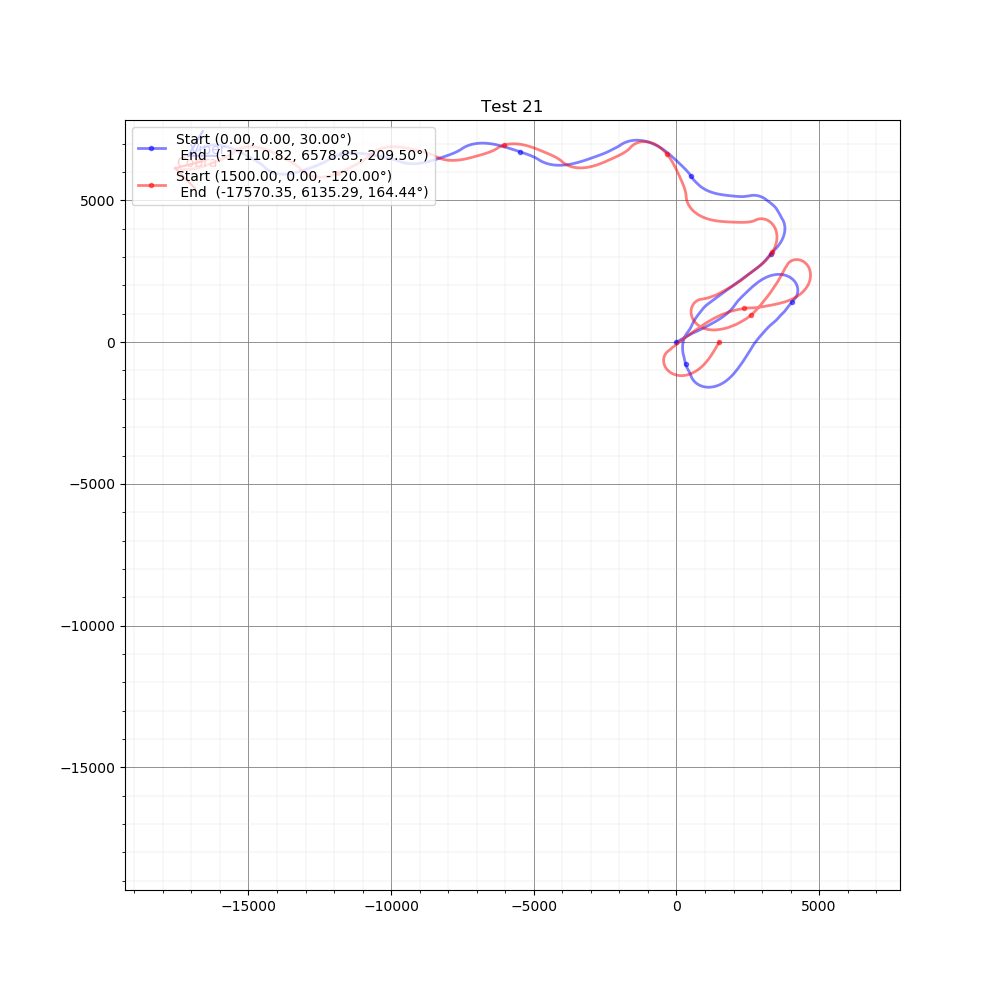 Test 21
Start (0.00, 0.00, 30.00°)
End (-17110.82, 6578.85, 209.50°)
Start (1500.00, 0.00, -120.00°)
End (-17570.35, 6135.29, 164.44°)
5000
0
−5000
−10000
−15000
−15000
−10000
−5000
0
5000